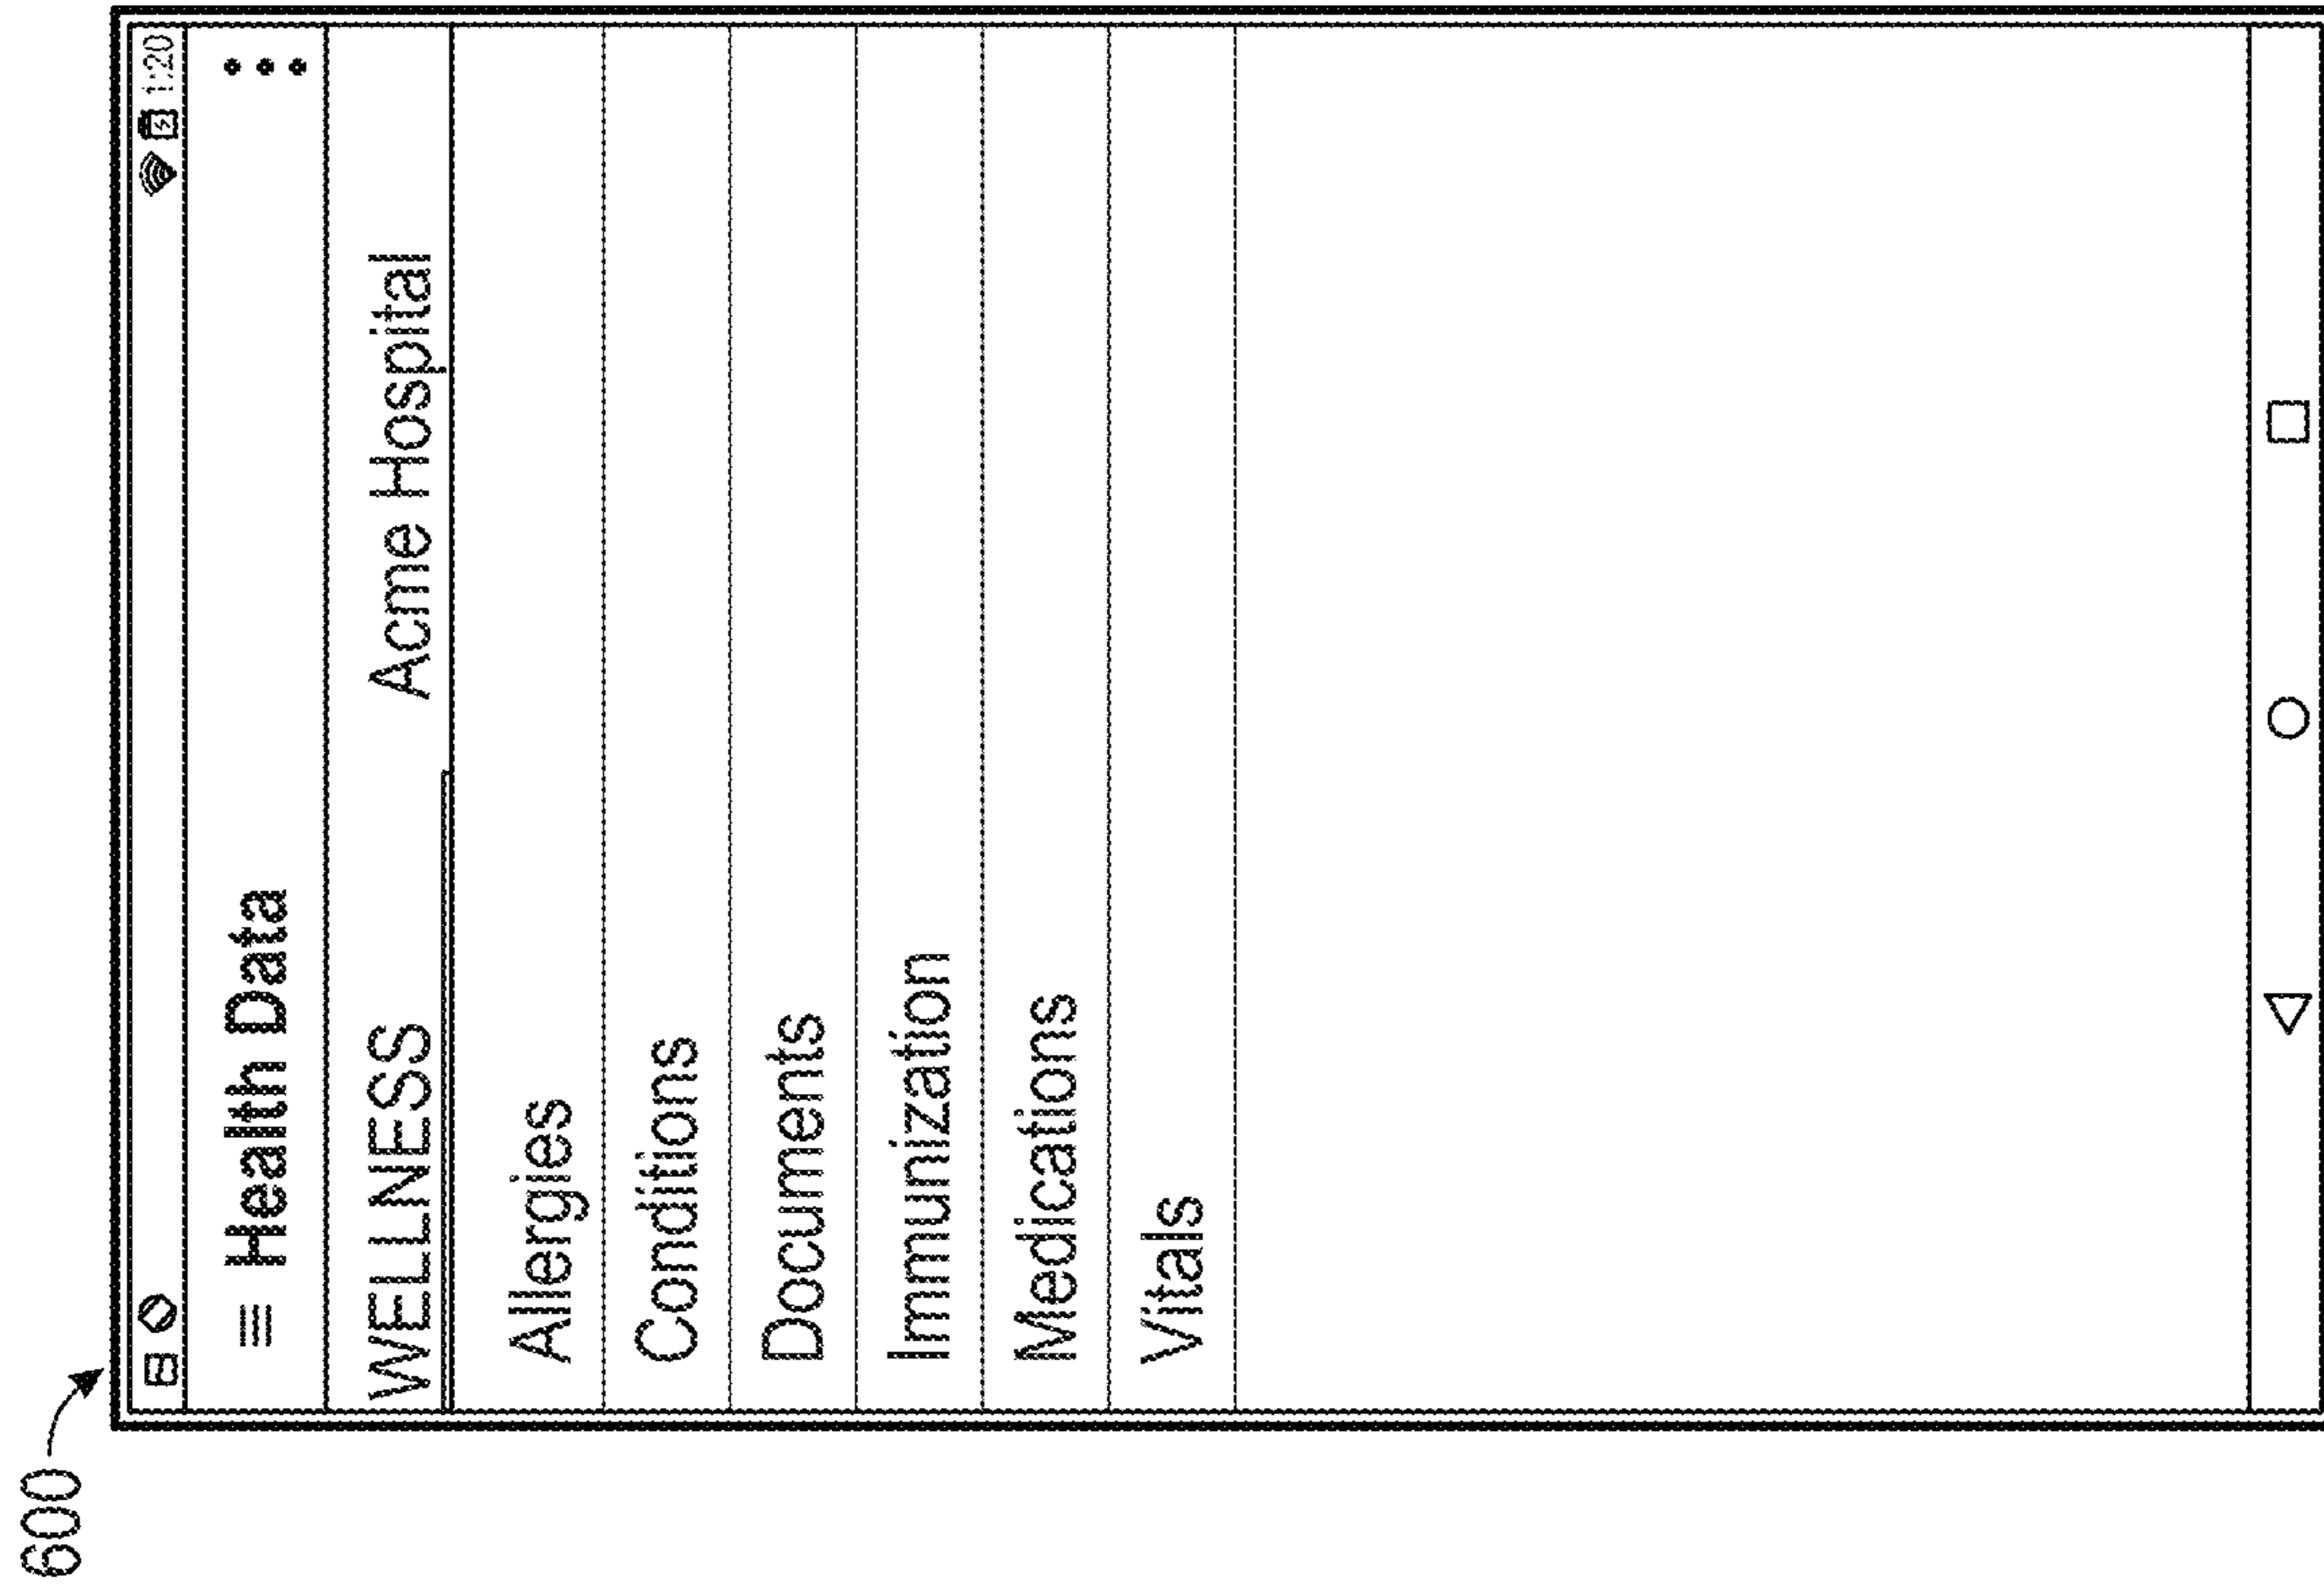 600
1:20
Health Data
WELLNESS Acme Hospital
Allergies
Conditions
Documents
Immunization
Medications
Vitals